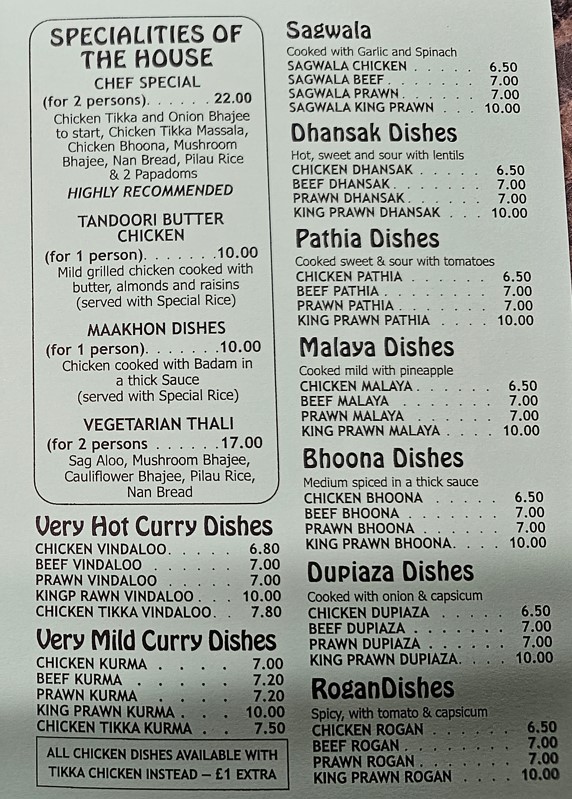 SPECIALITIES OF
THE HOUSE
CHEF SPECIAL
(for 2 persons). . . . . . 22.00
Chicken Tikka and Onion Bhajee
to start, Chicken Tikka Massala,
Chicken Bhoona, Mushroom
Bhajee, Nan Bread, Pilau Rice
& 2 Papadoms
HIGHLY RECOMMENDED
TANDOORI BUTTER
CHICKEN
(for 1 person). . . . . . .10.00
Mild grilled chicken cooked with
butter, almonds and raisins
(served with Special Rice)
MAAKHON DISHES
(for 1 person). . . . . . .10.00
Chicken cooked with Badam in
a thick Sauce
(served with Special Rice)
VEGETARIAN THALI
(for 2 persons . . . . . .17.00
Sag Aloo, Mushroom Bhajee,
Cauliflower Bhajee, Pilau Rice,
Nan Bread
Very Hot Curry Dishes
CHICKEN VINDALOO. . . . . 6.80
BEEF VINDALOO . . . . . . 7.00
PRAWN VINDALOO . . . . . 7.00
KINGP RAWN VINDALOO . . . 10.00
CHICKEN TIKKA VINDALOO. . 7.80
Very Mild Curry Dishes
CHICKEN KURMA . . . . . 7.00
BEEF KURMA . . . . . 7.20
PRAWN KURMA . . . . . 7.20
KING PRAWN KURMA . . . 10.00
CHICKEN TIKKA KURMA . . 7.50
ALL CHICKEN DISHES AVAILABLE WITH
TIKKA CHICKEN INSTEAD – £1 EXTRA
Sagwala
Cooked with Garlic and Spinach
SAGWALA CHICKEN . . . . . 6.50
SAGWALA BEEF. . . . . . . 7.00
SAGWALA PRAWN. . . . . . 7.00
SAGWALA KING PRAWN . . . 10.00
Dhansak Dishes
Hot, sweet and sour with lentils
CHICKEN DHANSAK . . . . . 6.50
BEEF DHANSAK. . . . . . . 7.00
PRAWN DHANSAK. . . . . . 7.00
KING PRAWN DHANSAK . . . 10.00
Pathia Dishes
Cooked sweet & sour with tomatoes
CHICKEN PATHIA . . . . . . 6.50
BEEF PATHIA . . . . . . . . 7.00
PRAWN PATHIA . . . . . . . 7.00
KING PRAWN PATHIA . . . . 10.00
Malaya Dishes
Cooked mild with pineapple
CHICKEN MALAYA. . . . . . 6.50
BEEF MALAYA . . . . . . . 7.00
PRAWN MALAYA . . . . . . 7.00
KING PRAWN MALAYA . . . . 10.00
Bhoona Dishes
Medium spiced in a thick sauce
CHICKEN BHOONA . . . . . 6.50
BEEF BHOONA . . . . . . . 7.00
PRAWN BHOONA . . . . . . 7.00
KING PRAWN BHOONA. . . . 10.00
Dupiaza Dishes
Cooked with onion & capsicum
CHICKEN DUPIAZA . . . . . 6.50
BEEF DUPIAZA . . . . . . . 7.00
PRAWN DUPIAZA . . . . . . 7.00
KING PRAWN DUPIAZA. . . . 10.00
RoganDishes
Spicy, with tomato & capsicum
CHICKEN ROGAN . . . . . . 6.50
BEEF ROGAN . . . . . . . . 7.00
PRAWN ROGAN . . . . . . . 7.00
KING PRAWN ROGAN . . . . 10.00